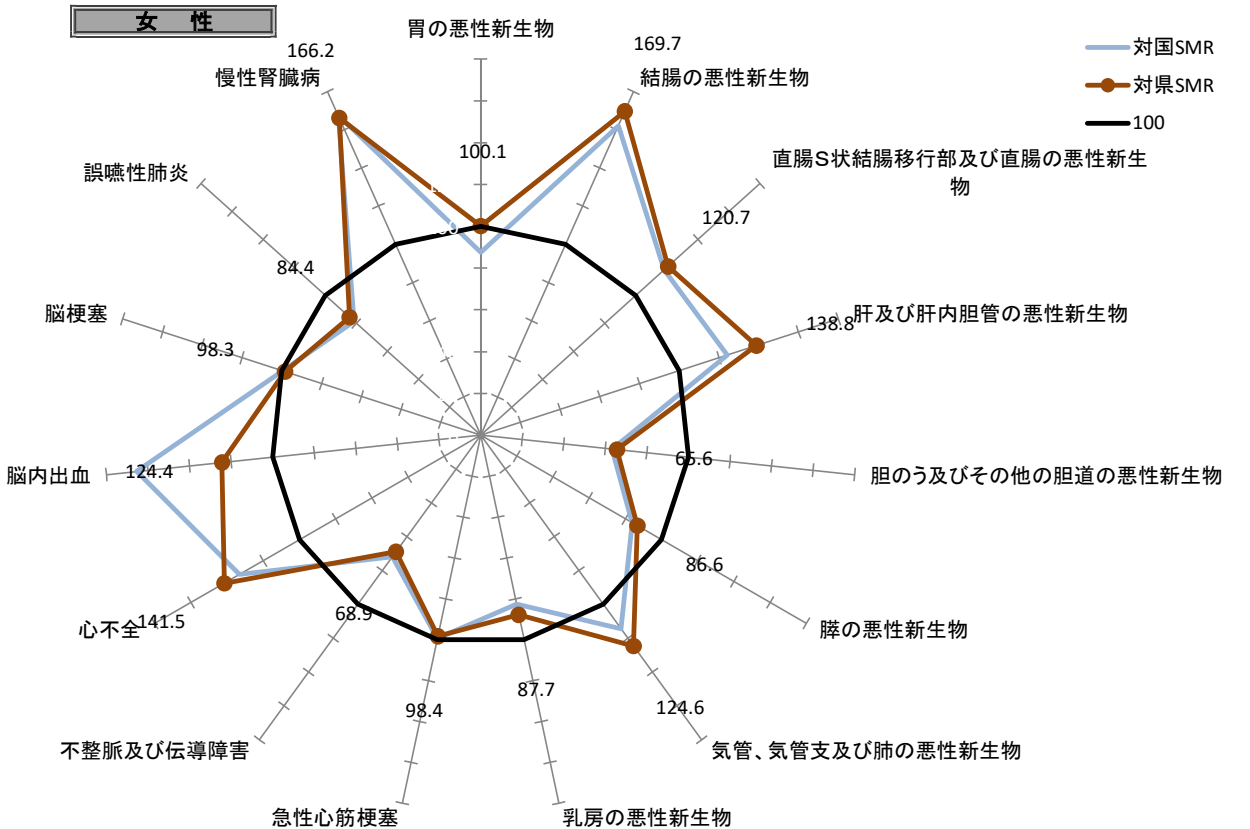 女 性
胃の悪性新生物
対国SMR
対県SMR
100
166.2
慢性腎臓病
169.7
結腸の悪性新生物
100.1
直腸S状結腸移行部及び直腸の悪性新生
物
誤嚥性肺炎
120.7
84.4
脳梗塞
138.8
肝及び肝内胆管の悪性新生物
98.3
脳内出血
124.4
65.6
胆のう及びその他の胆道の悪性新生物
86.6
心不全
141.5
68.9
膵の悪性新生物
87.7
124.6
98.4
不整脈及び伝導障害
気管、気管支及び肺の悪性新生物
急性心筋梗塞
乳房の悪性新生物